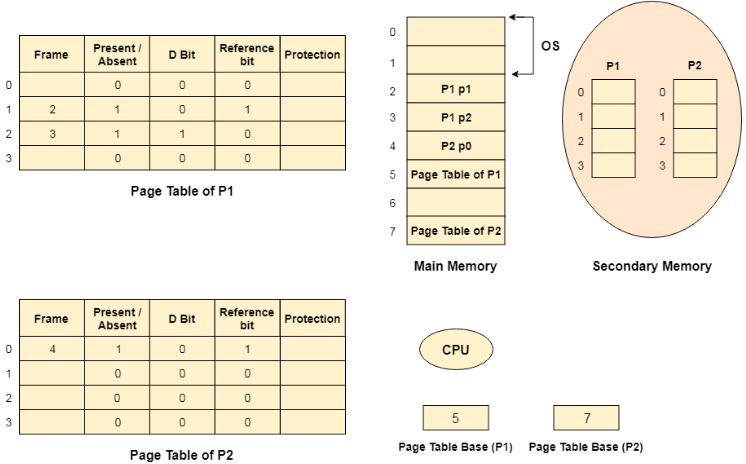 Frame Present / Absent D Bit Reference bit Protection
0 0 0 0
1 2 1 0 1
2 3 1 1 0
3 0 0 0
Page Table of P1
0
1
2 P1 p1
3 P1 p2
4 P2 p0
5 Page Table of P1
6
7 Page Table of P2
OS
Main Memory
P1 P2
0 0
1 1
2 2
3 3
Secondary Memory
Frame Present / Absent D Bit Reference bit Protection
0 4 1 0 1
1 0 0 0
2 0 0 0
3 0 0 0
Page Table of P2
CPU
5 7
Page Table Base (P1) Page Table Base (P2)